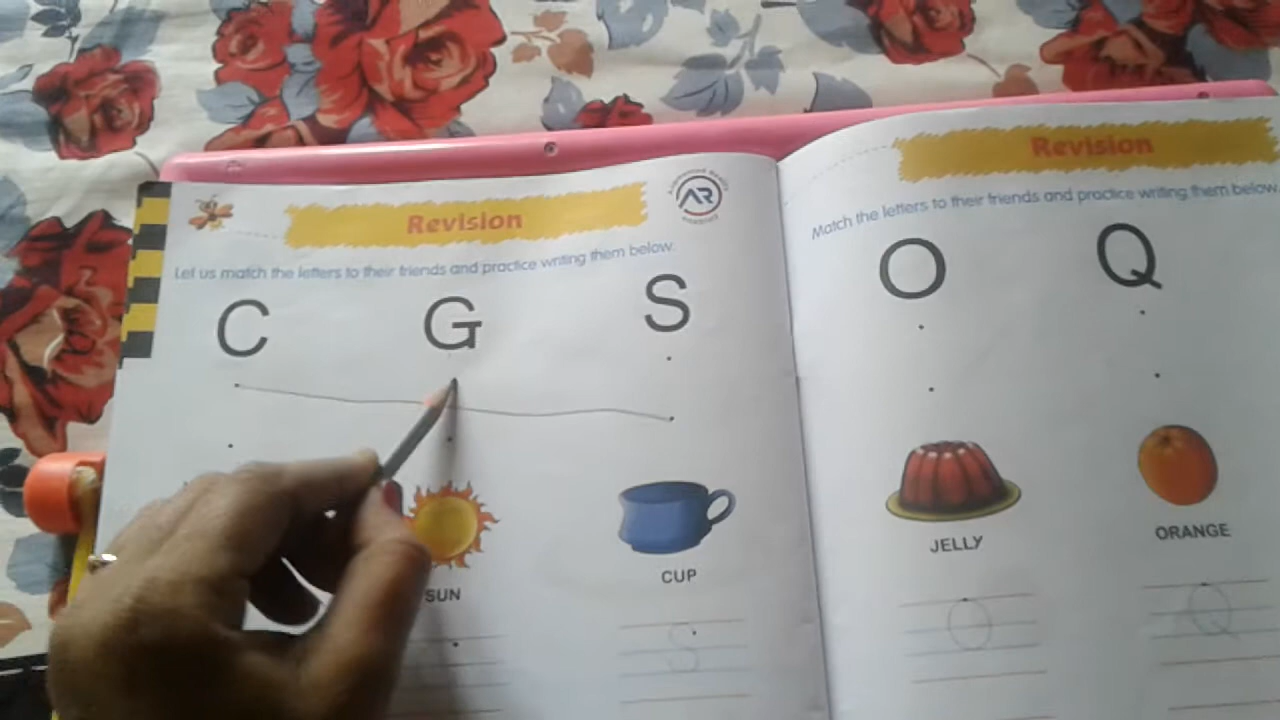 Revision
AR
Let us match the letters to their friends and practice writing them below.
C G S
SUN
CUP
S
Revision
Match the letters to their friends and practice writing them below
O Q
JELLY
ORANGE
O
Q